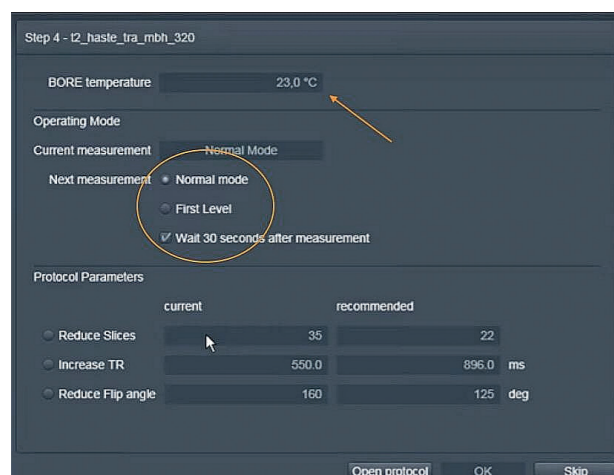 Step 4 - t2_haste_tra_mbh_320
BORE temperature 23,0 °C
Operating Mode
Current measurement Normal Mode
Next measurement Normal mode
First Level
Wait 30 seconds after measurement
Protocol Parameters
current recommended
Reduce Slices 35 22
Increase TR 550.0 896.0 ms
Reduce Flip angle 160 125 deg
Open protocol OK Skip